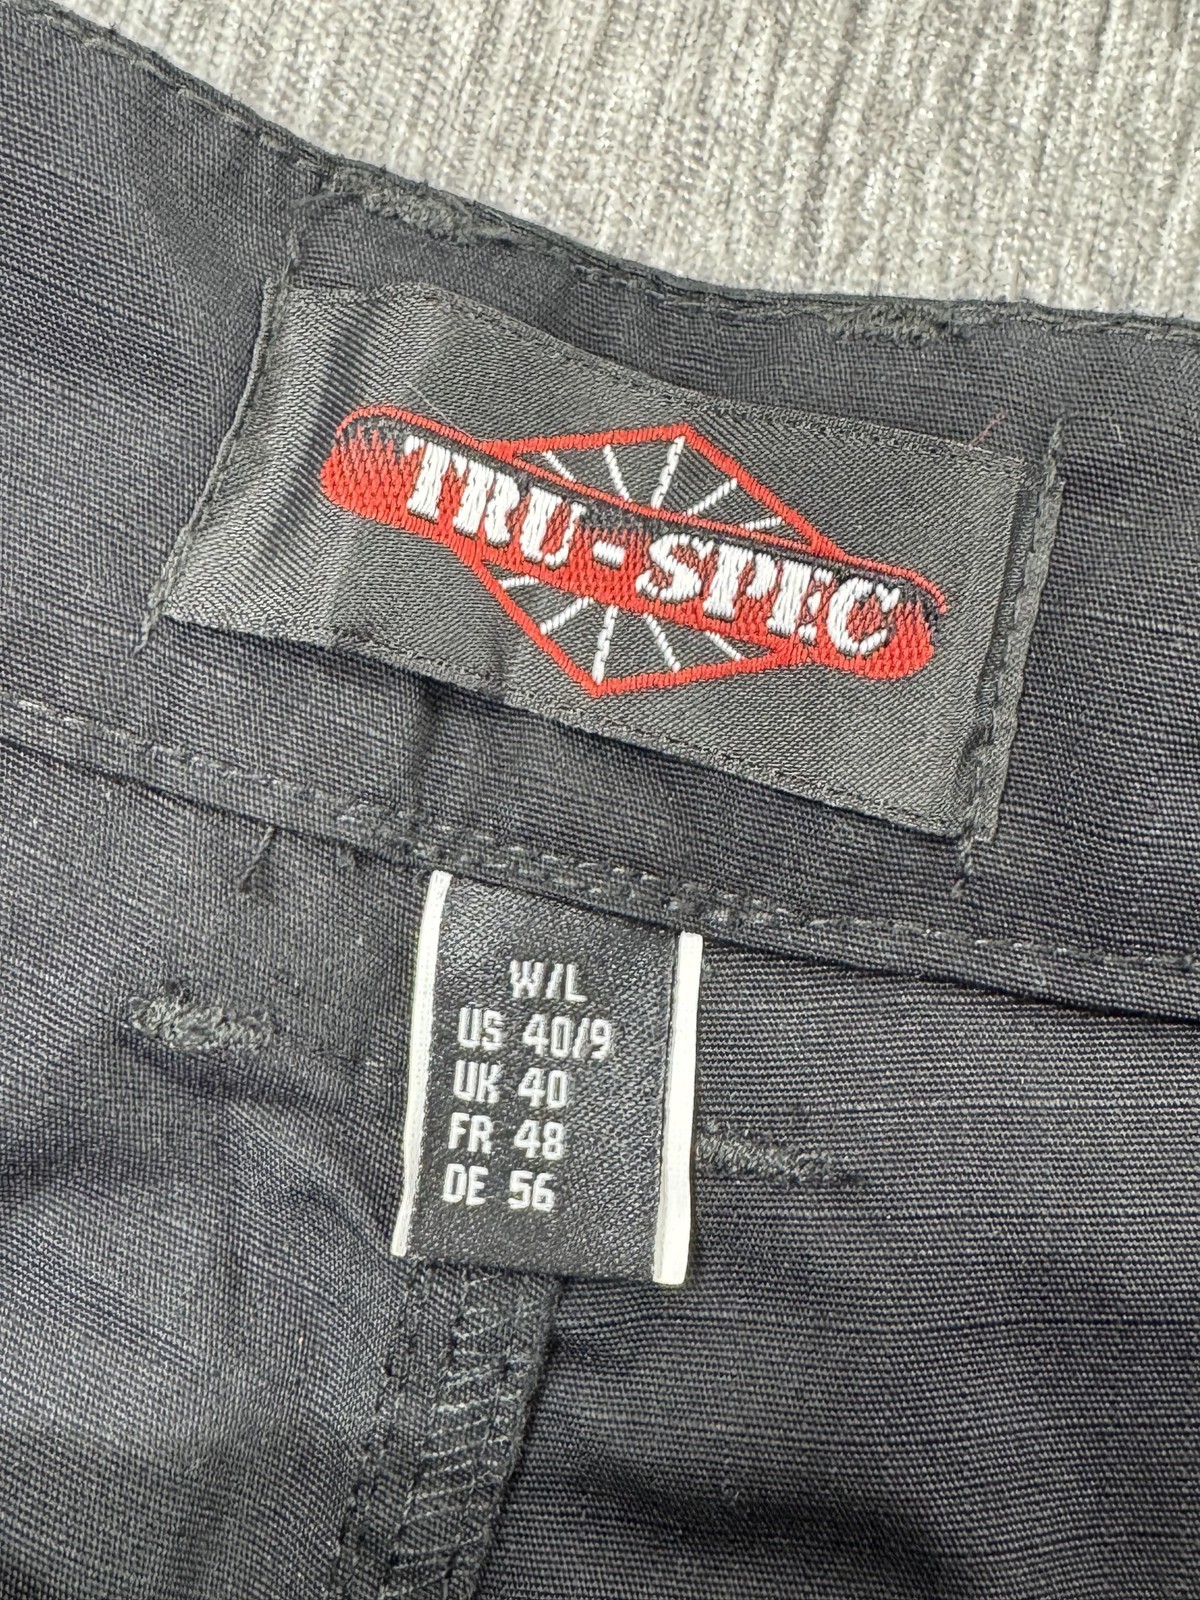 TRU-SPEC
W/L
US 40/9
UK 40
FR 48
DE 56